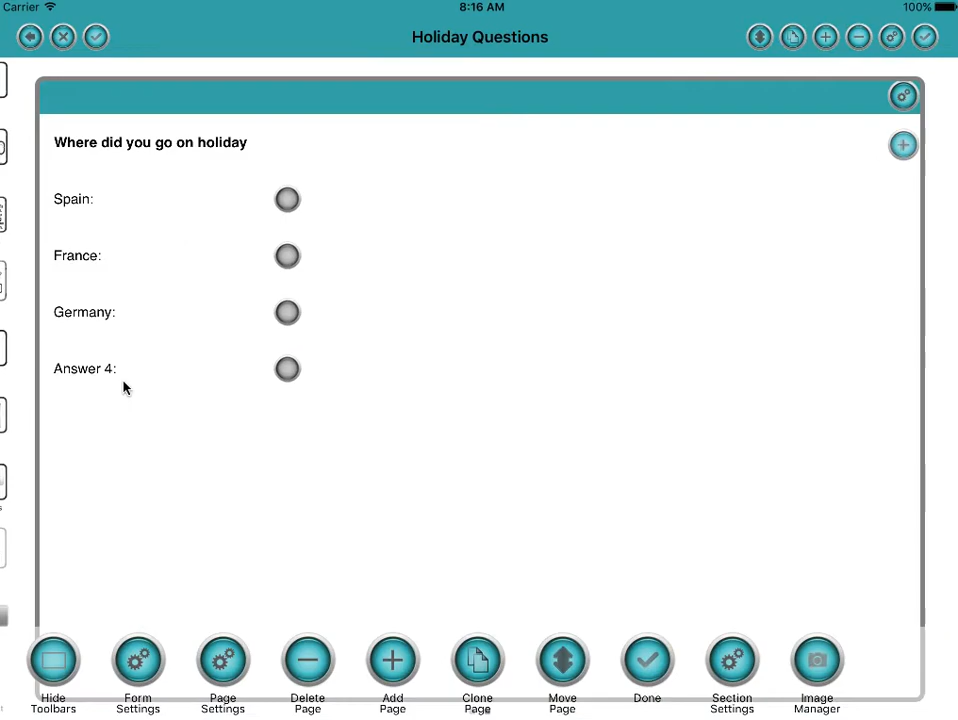 Carrier 8:16 AM 100%
Holiday Questions
Where did you go on holiday
Spain:
France:
Germany:
Answer 4:
Hide Toolbars
Form Settings
Page Settings
Delete Page
Add Page
Clone Page
Move Page
Done
Section Settings
Image Manager